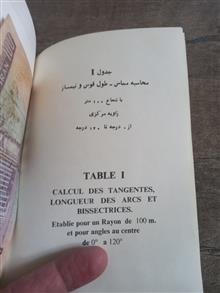 جدول I
محاسبه مماس - طول قوس و نیمساز
با شعاع ۱۰۰ متر
زاویه مرکزی
از ۰ درجه تا ۱۲۰ درجه
TABLE I
CALCUL DES TANGENTES,
LONGUEUR DES ARCS ET
BISSECTRICES.
Etablie pour un Rayon de 100 m.
et pour angles au centre
de 0° a 120°